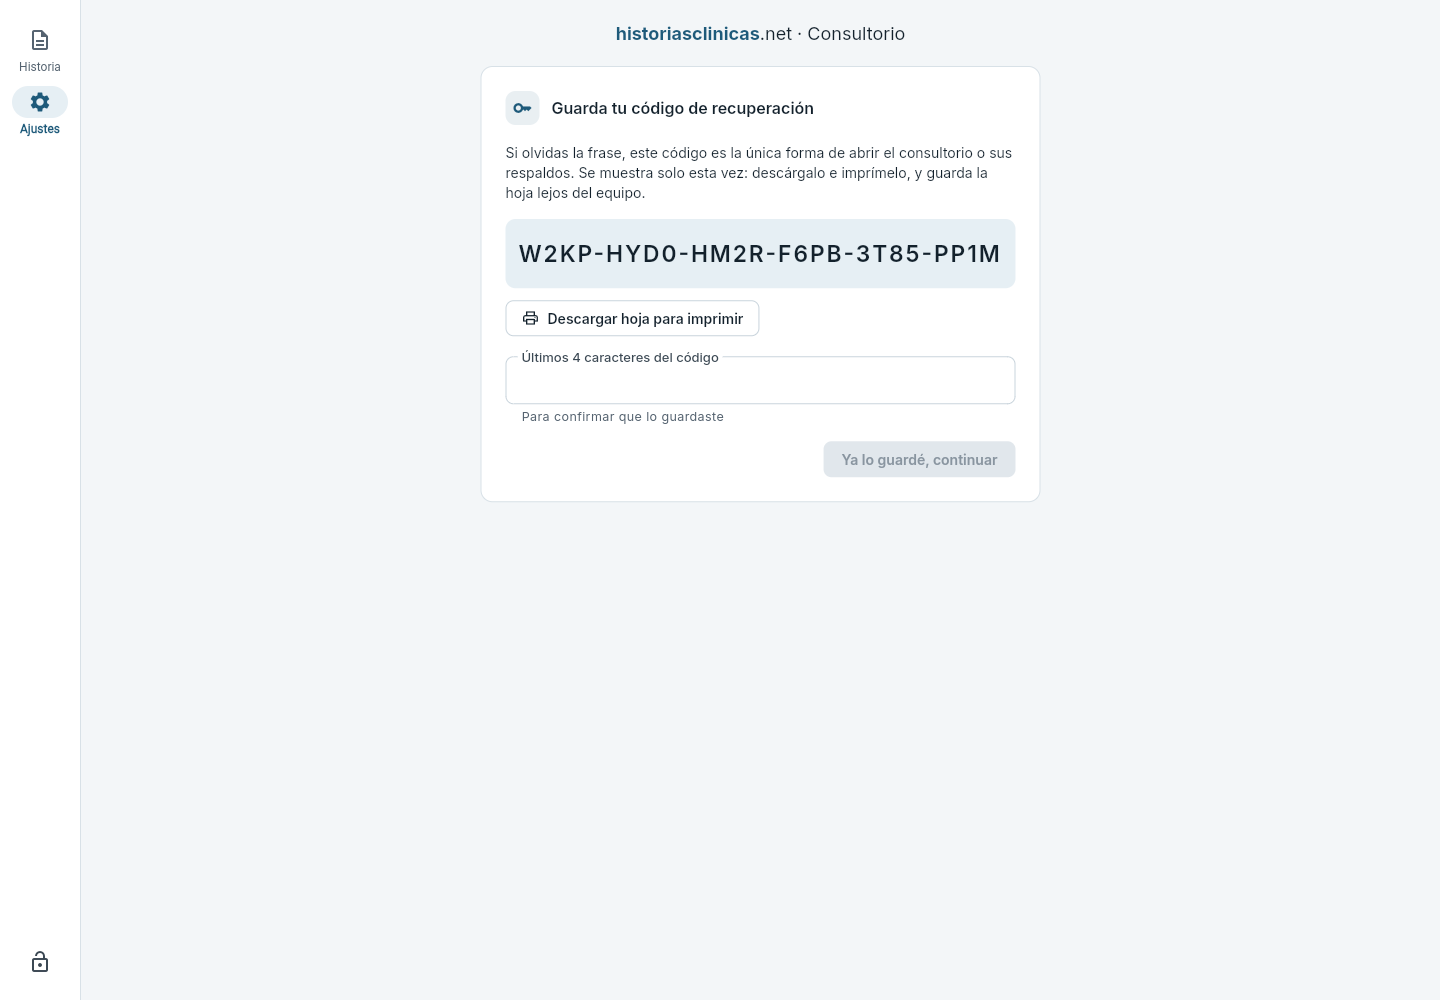 Historia
Ajustes
historiasclinicas.net · Consultorio
Guarda tu código de recuperación
Si olvidas la frase, este código es la única forma de abrir el consultorio o sus
respaldos. Se muestra solo esta vez: descárgalo e imprímelo, y guarda la
hoja lejos del equipo.
W2KP-HYD0-HM2R-F6PB-3T85-PP1M
Descargar hoja para imprimir
Últimos 4 caracteres del código
Para confirmar que lo guardaste
Ya lo guardé, continuar